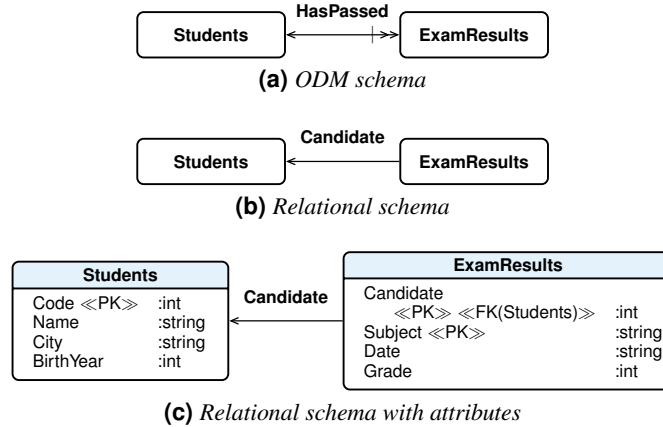 HasPassed
Students ExamResults
(a) ODM schema
Candidate
Students ExamResults
(b) Relational schema
Students
Code ≪PK≫ :int
Name :string
City :string
BirthYear :int
Candidate
ExamResults
Candidate
≪PK≫ ≪FK(Students)≫ :int
Subject ≪PK≫ :string
Date :string
Grade :int
(c) Relational schema with attributes